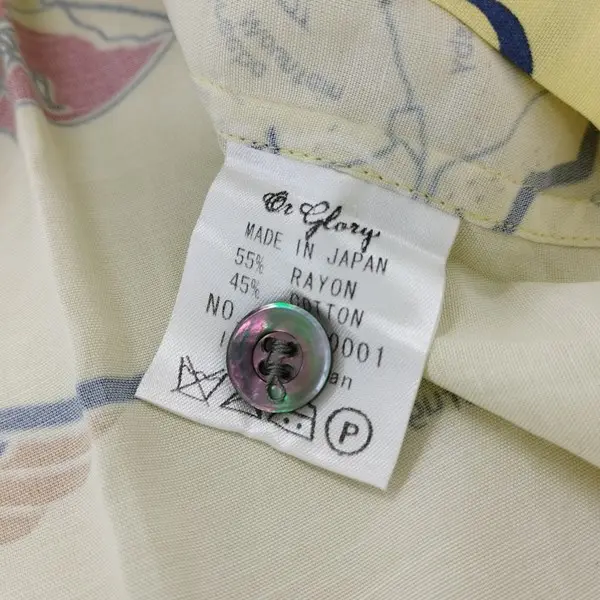 Or Glory
MADE IN JAPAN
55% RAYON
45% COTTON
NO 0001
P